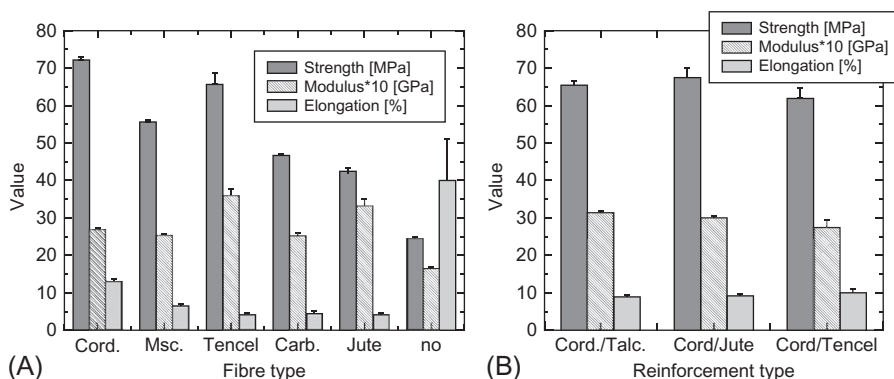 80
70
60
50
40
30
20
10
0
Value
Strength [MPa]
Modulus*10 [GPa]
Elongation [%]
Cord. Msc. Tencel Carb. Jute no
Fibre type
(A)
80
70
60
50
40
30
20
10
0
Value
Strength [MPa]
Modulus*10 [GPa]
Elongation [%]
Cord./Talc. Cord/Jute Cord/Tencel
Reinforcement type
(B)